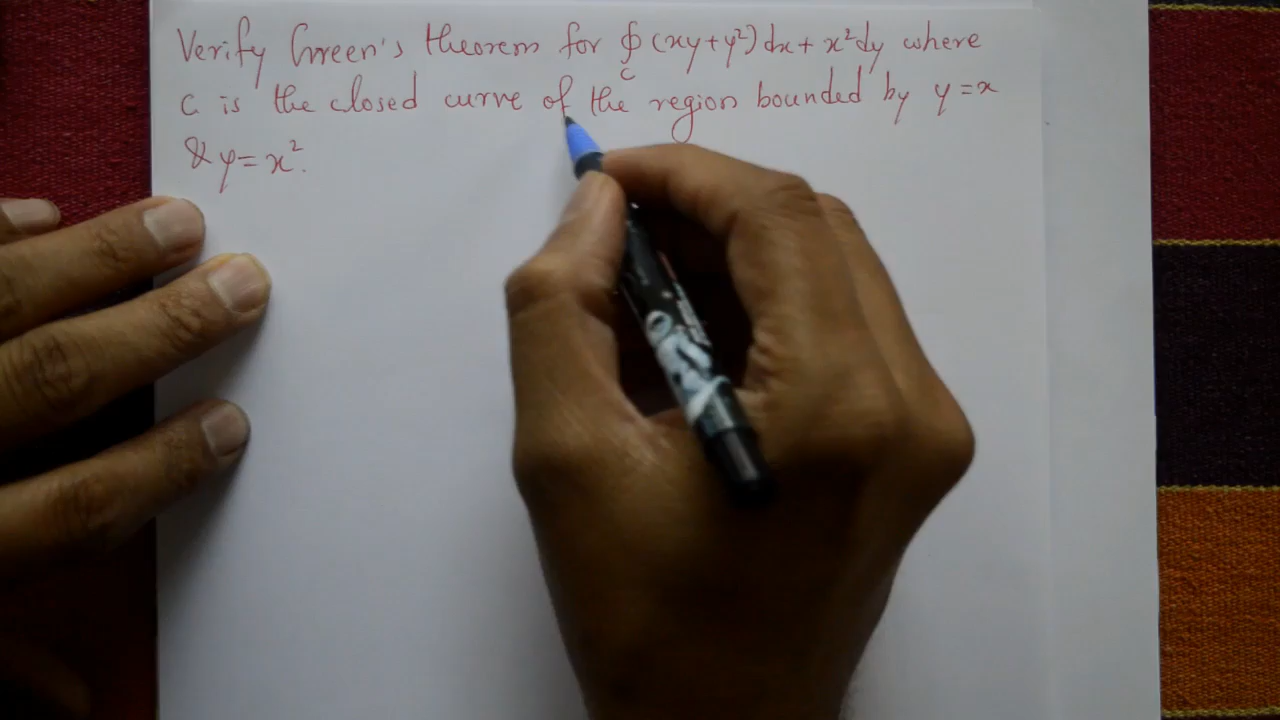 Verify Green's theorem for ∮ (xy+y²)dx + x²dy where
C
C is the closed curve of the region bounded by y=x
& y=x².